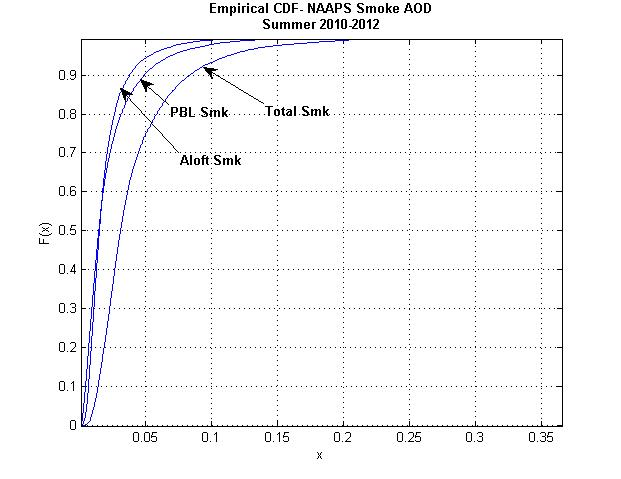 Empirical CDF- NAAPS Smoke AOD
Summer 2010-2012
0.9
0.8
0.7
0.6
0.5
0.4
0.3
0.2
0.1
0
F(x)
PBL Smk
Total Smk
Aloft Smk
0.05 0.1 0.15 0.2 0.25 0.3 0.35
x